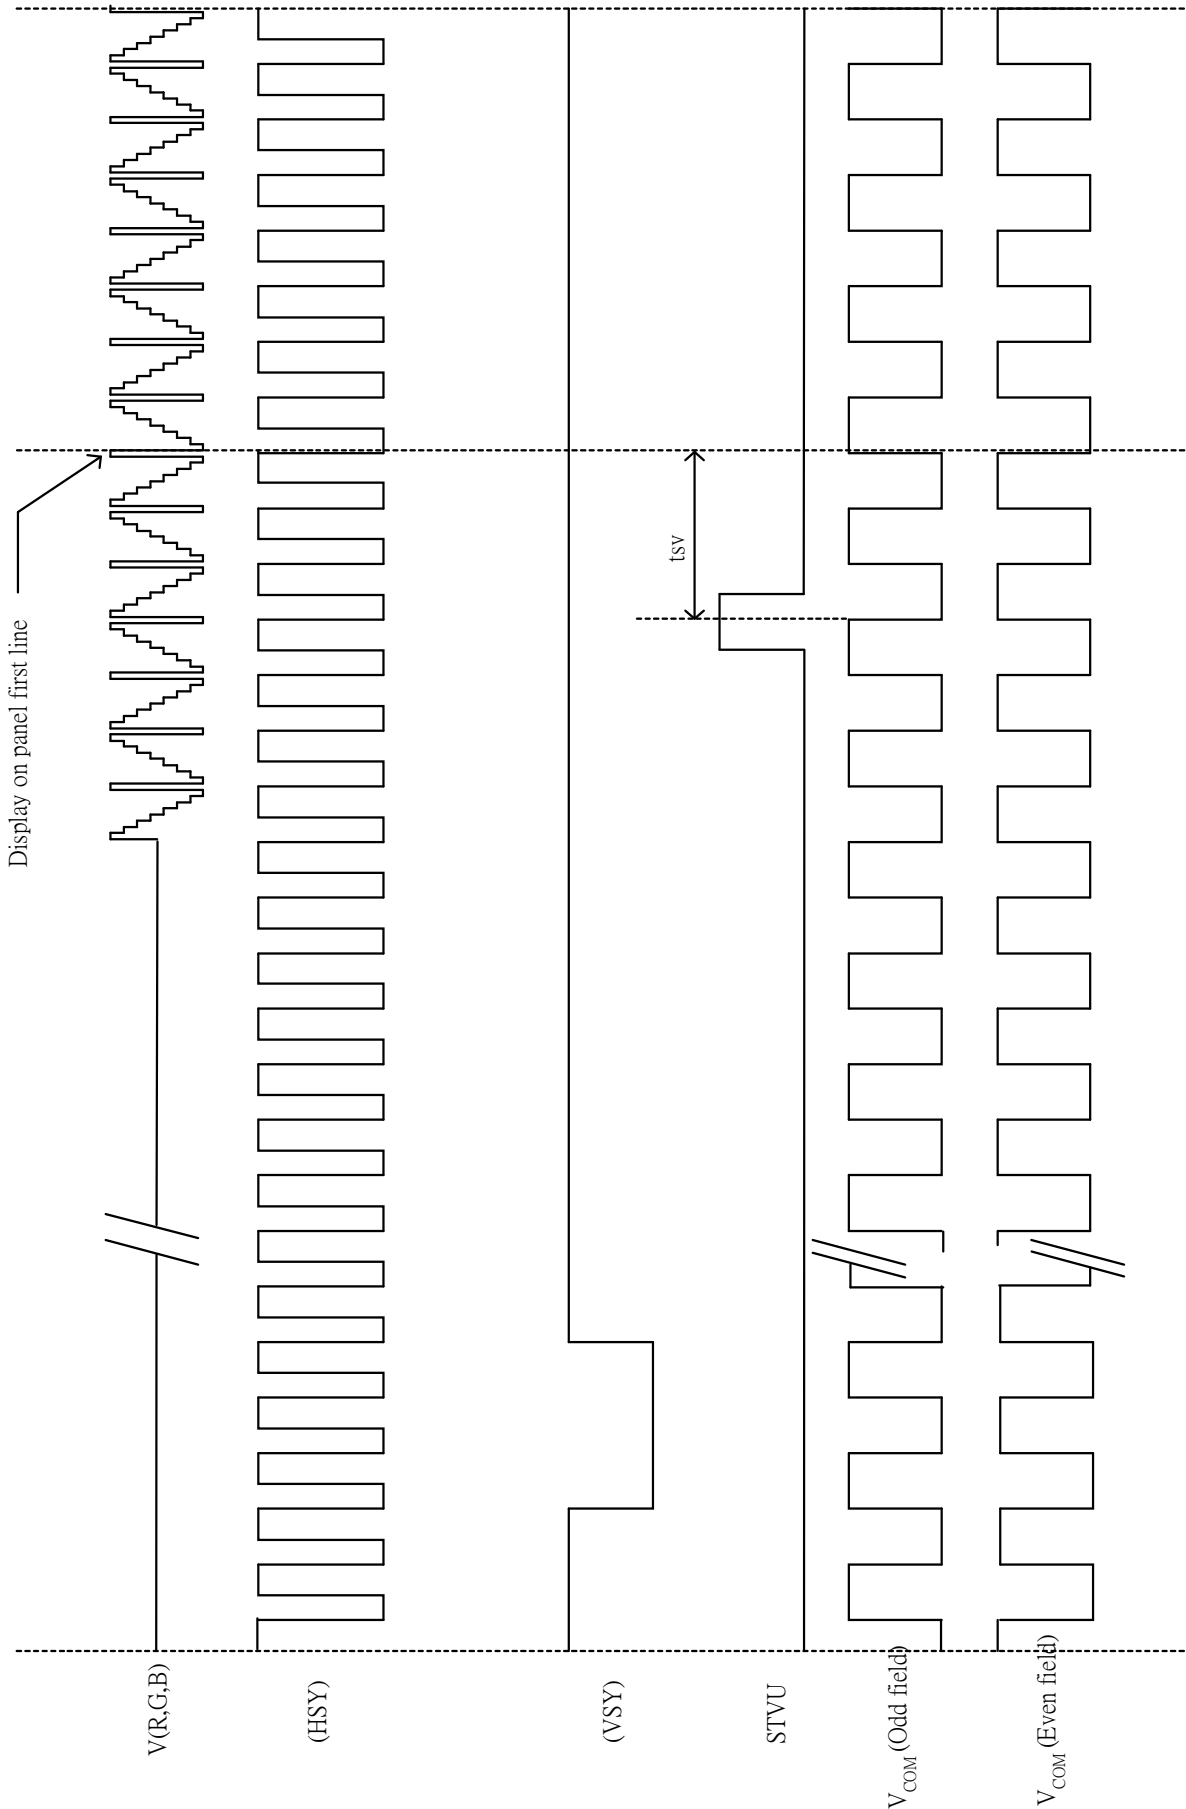 Display on panel first line
V(R,G,B)
(HSY)
(VSY)
tsv
STVU
VCOM (Odd field)
VCOM (Even field)